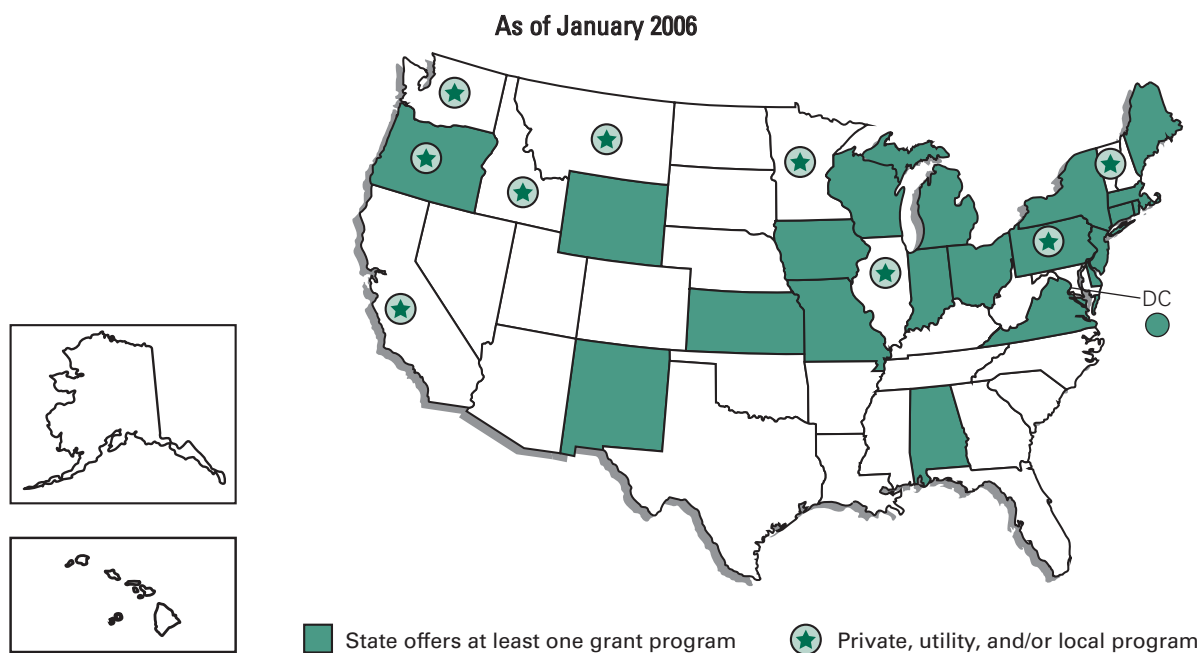 As of January 2006
DC
State offers at least one grant program
Private, utility, and/or local program